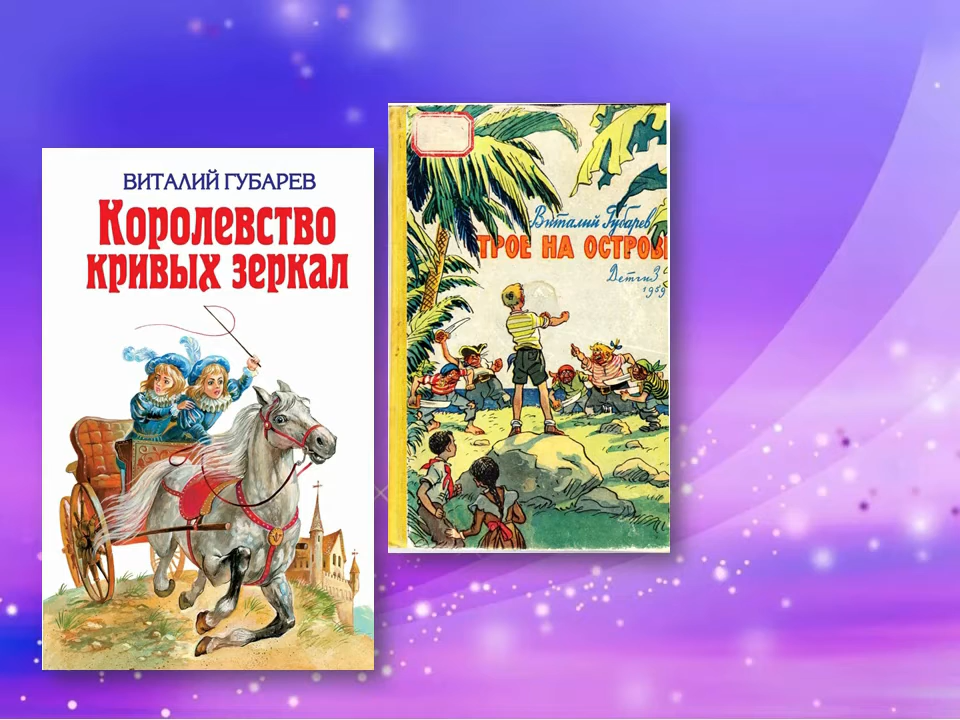 ВИТАЛИЙ ГУБАРЕВ
Королевство
кривых зеркал
Виталий Губарев
ТРОЕ НА ОСТРОВ
Детгиз
1959